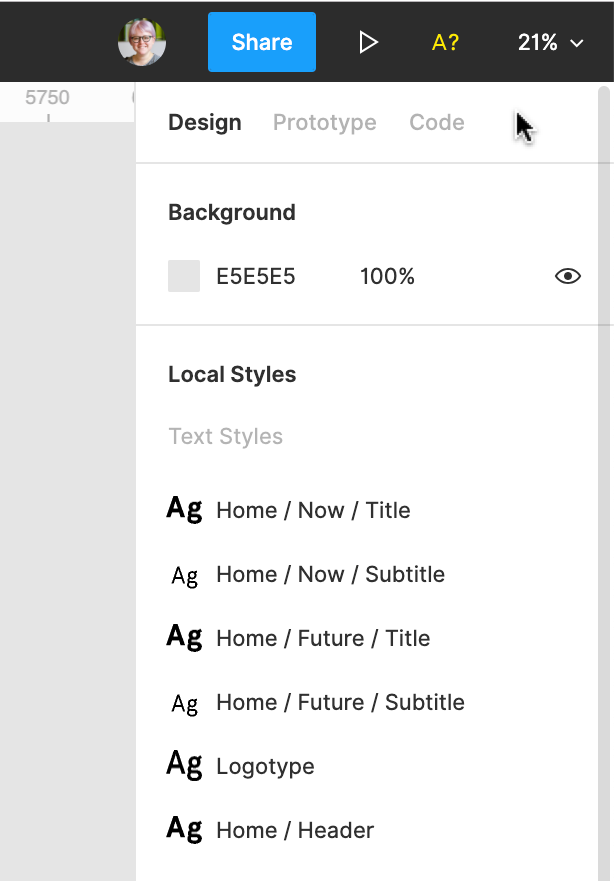 Share A? 21%
5750
Design Prototype Code
Background
E5E5E5 100%
Local Styles
Text Styles
Ag Home / Now / Title
Ag Home / Now / Subtitle
Ag Home / Future / Title
Ag Home / Future / Subtitle
Ag Logotype
Ag Home / Header